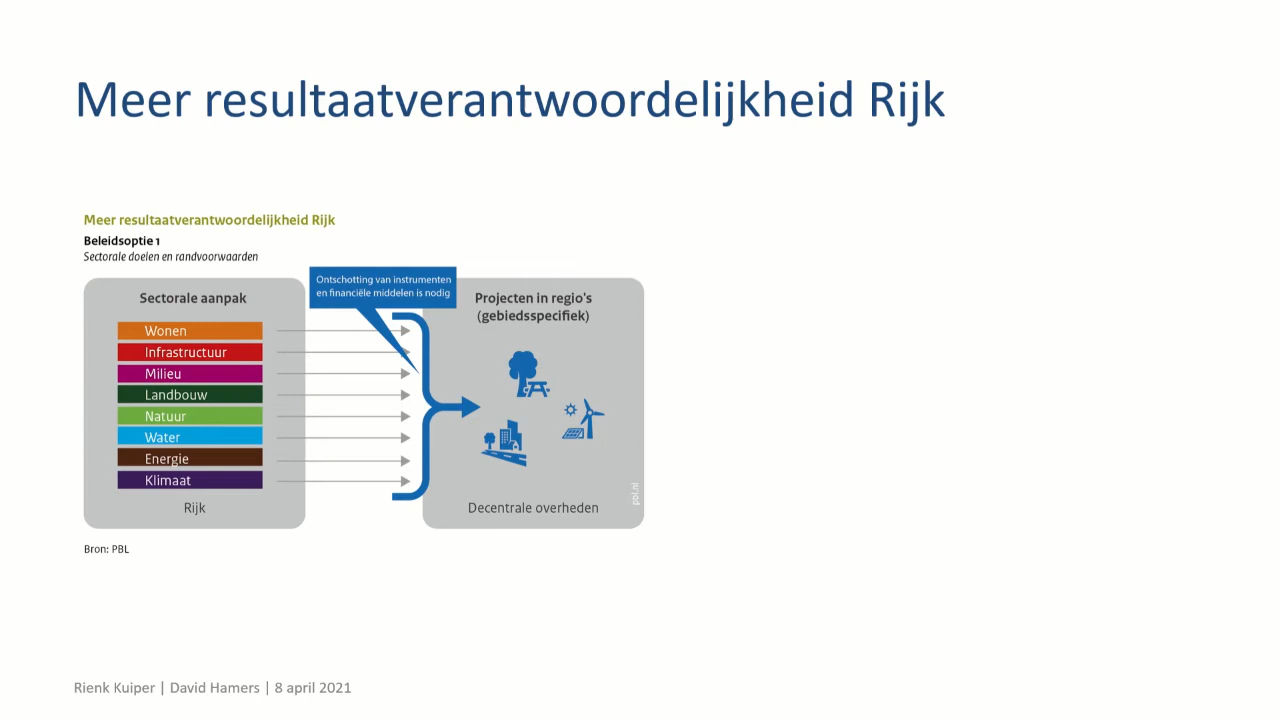 Meer resultaatverantwoordelijkheid Rijk
Meer resultaatverantwoordelijkheid Rijk
Beleidsoptie 1
Sectorale doelen en randvoorwaarden
Ontschotting van instrumenten
en financiële middelen is nodig
Sectorale aanpak
Wonen
Infrastructuur
Milieu
Landbouw
Natuur
Water
Energie
Klimaat
Rijk
Projecten in regio's
(gebiedsspecifiek)
Decentrale overheden
pbl.nl
Bron: PBL
Rienk Kuiper | David Hamers | 8 april 2021